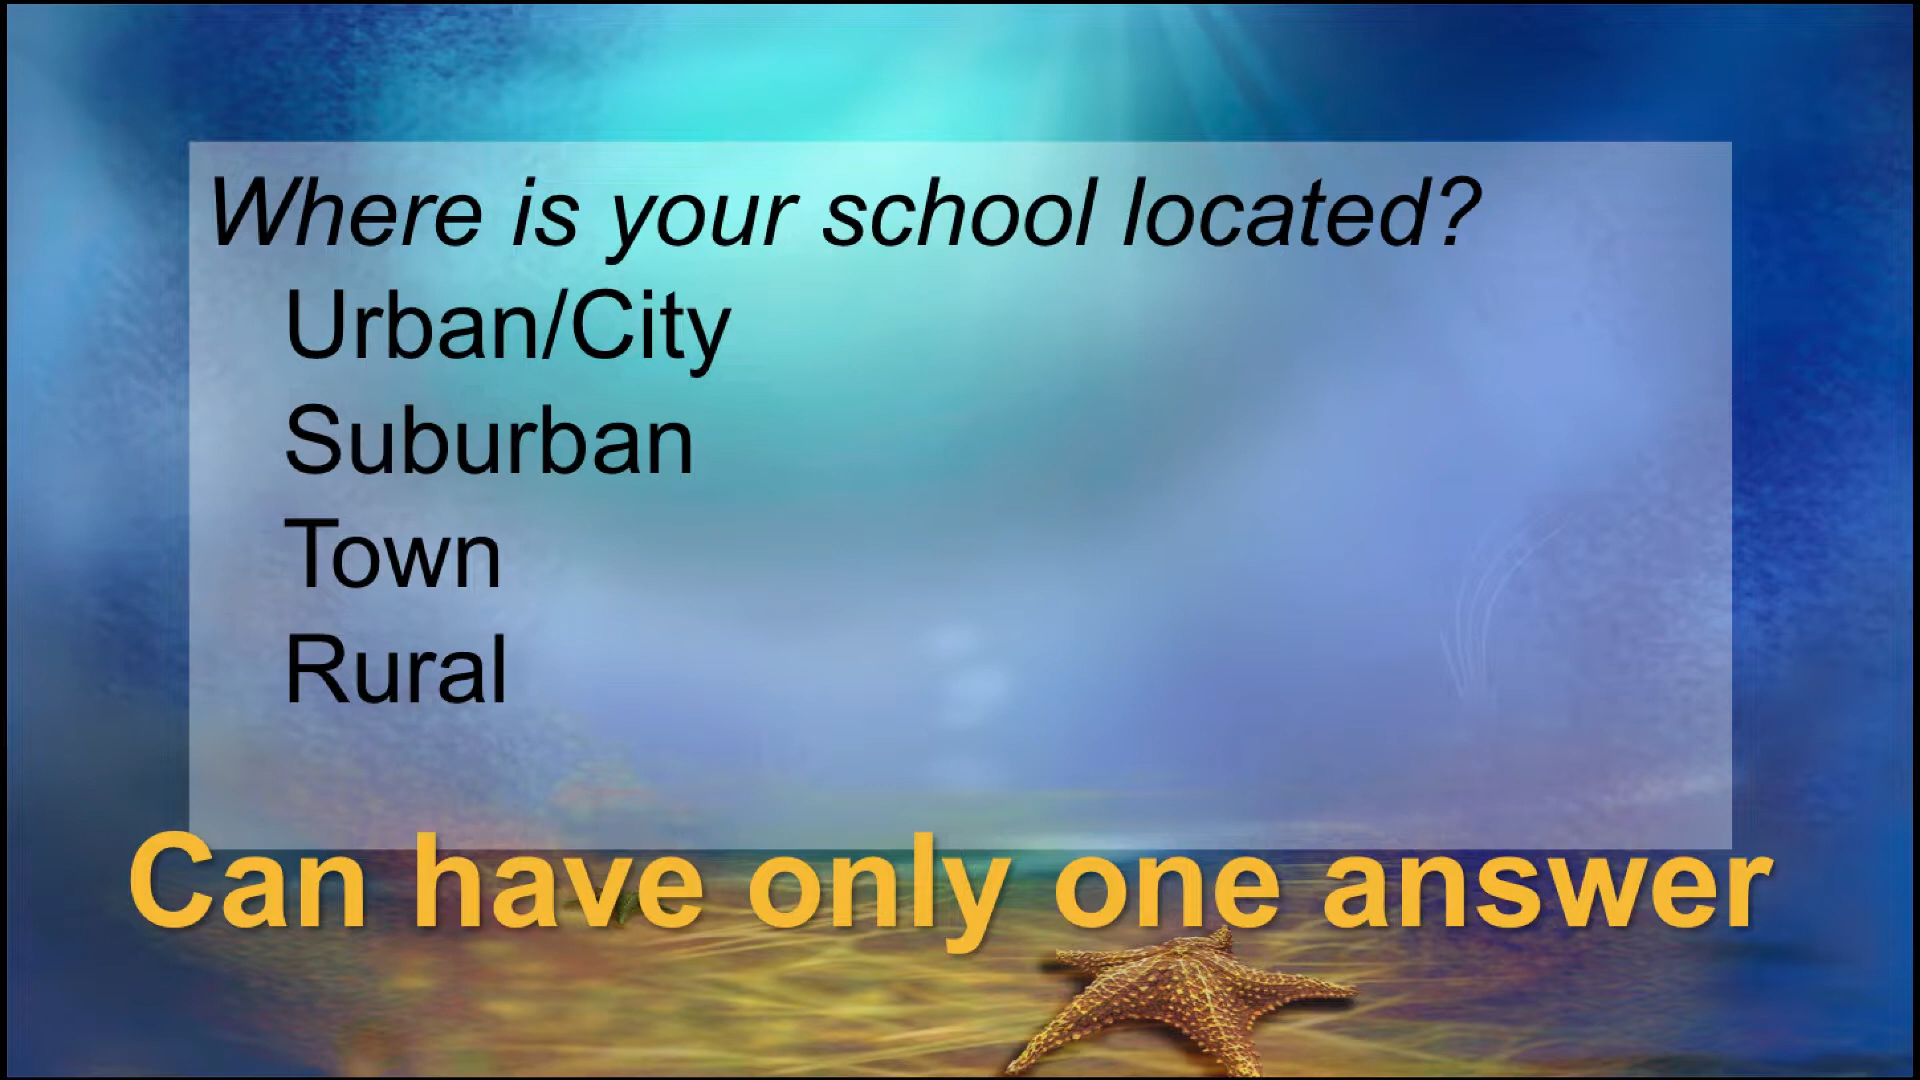 Where is your school located?
Urban/City
Suburban
Town
Rural
Can have only one answer